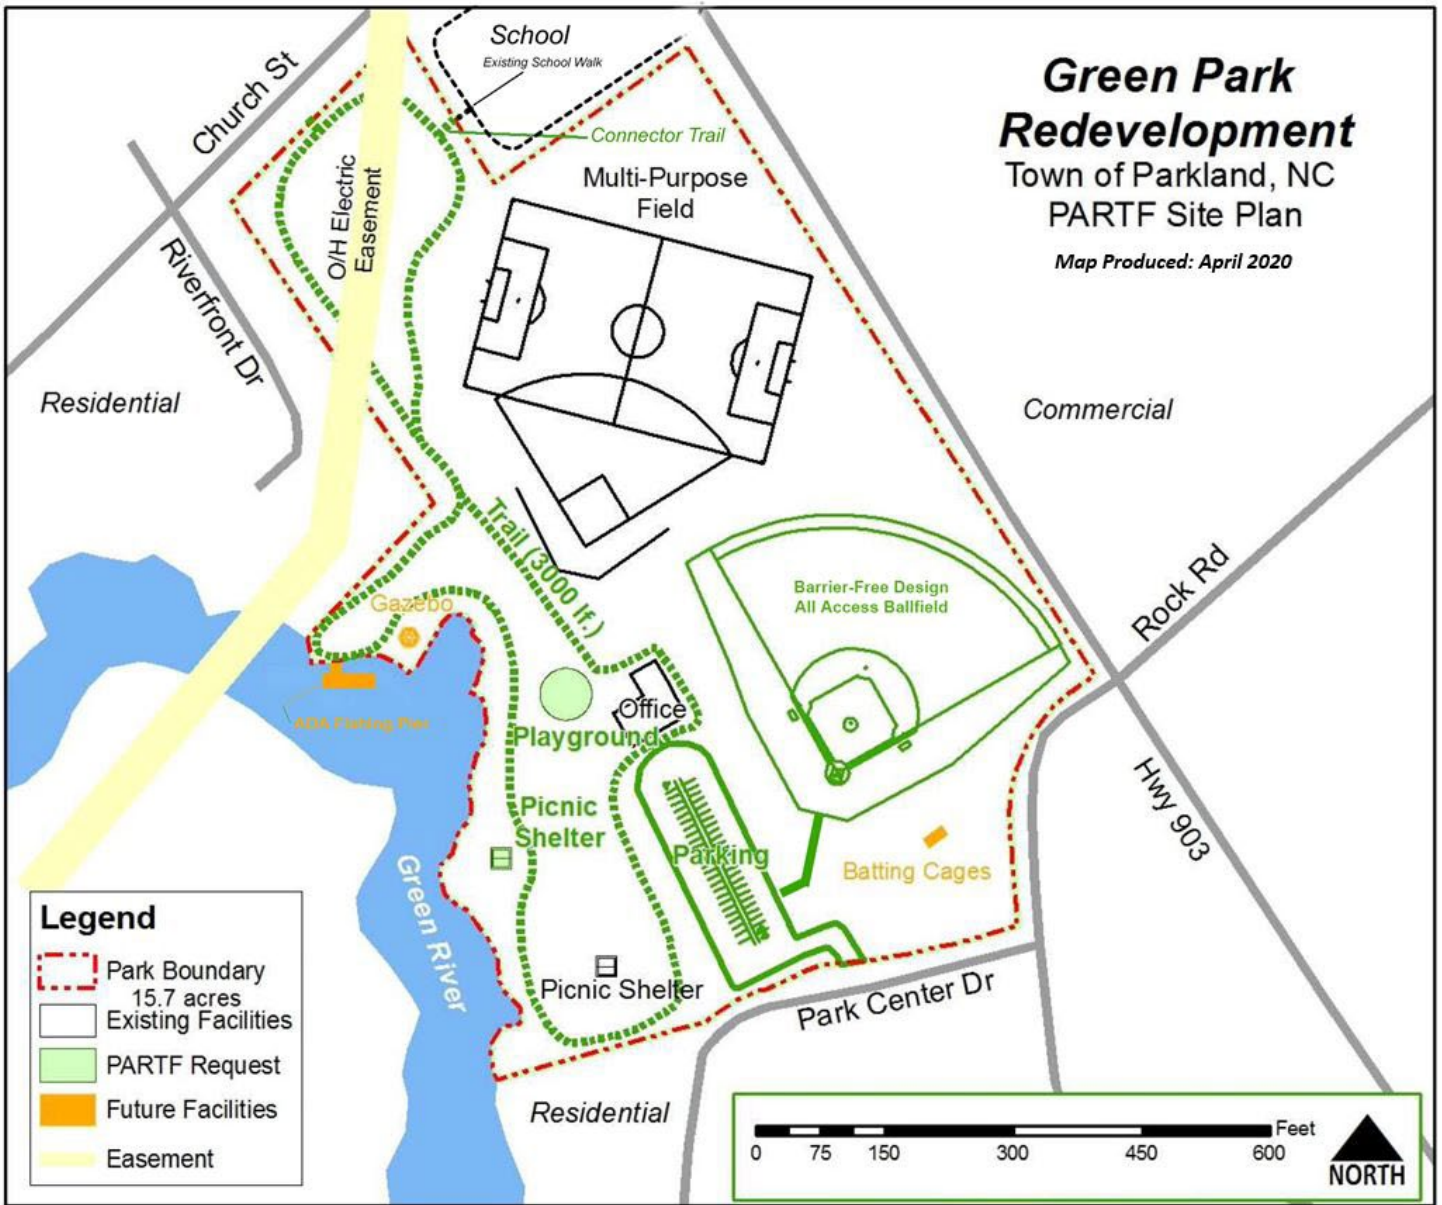 Green Park
Redevelopment
Town of Parkland, NC
PARTF Site Plan
Map Produced: April 2020
School
Existing School Walk
Church St
Connector Trail
Multi-Purpose
Field
O/H Electric
Easement
Riverfront Dr
Residential
Commercial
Trail (3000 lf.)
Barrier-Free Design
All Access Ballfield
Rock Rd
Gazebo
ADA Fishing Pier
Office
Playground
Hwy 903
Picnic
Shelter
Parking
Batting Cages
Green River
Picnic Shelter
Park Center Dr
Residential
Legend
Park Boundary
15.7 acres
Existing Facilities
PARTF Request
Future Facilities
Easement
Feet
0 75 150 300 450 600
NORTH